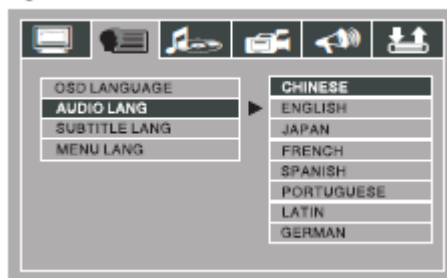 OSD LANGUAGE
AUDIO LANG
SUBTITLE LANG
MENU LANG
CHINESE
ENGLISH
JAPAN
FRENCH
SPANISH
PORTUGUESE
LATIN
GERMAN